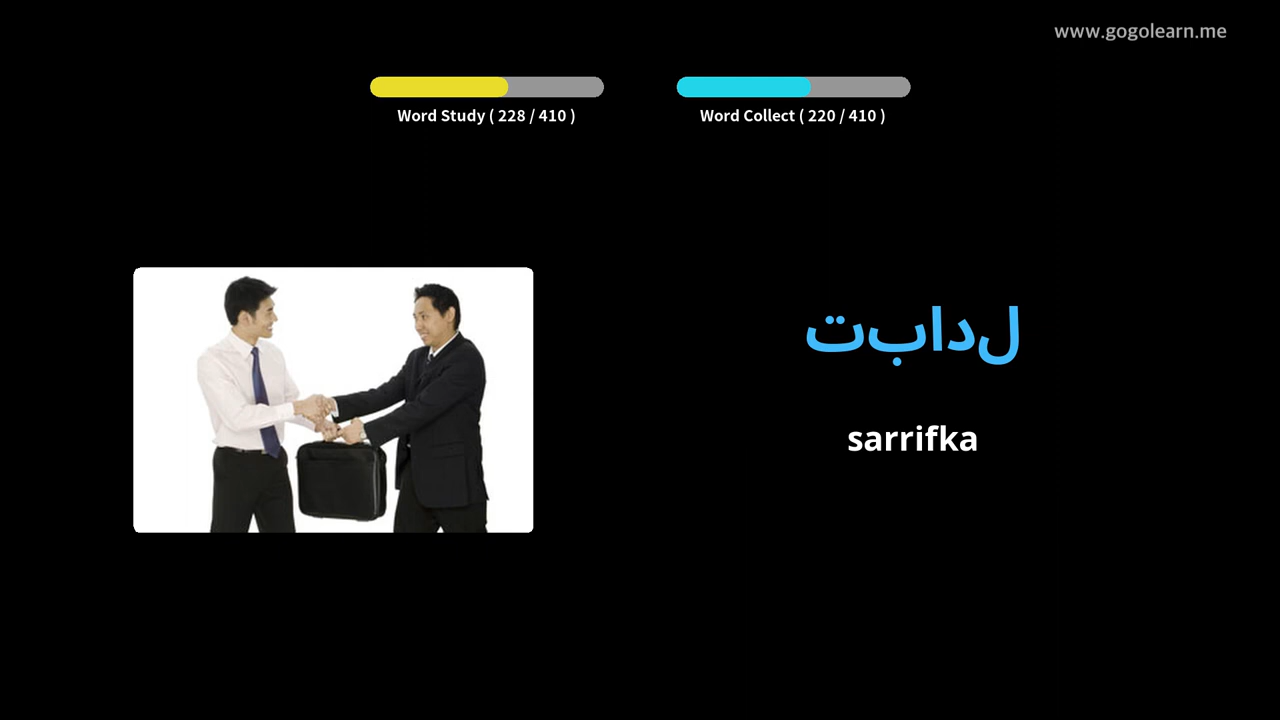 www.gogolearn.me
Word Study ( 228 / 410 )
Word Collect ( 220 / 410 )
تبادل
sarrifka